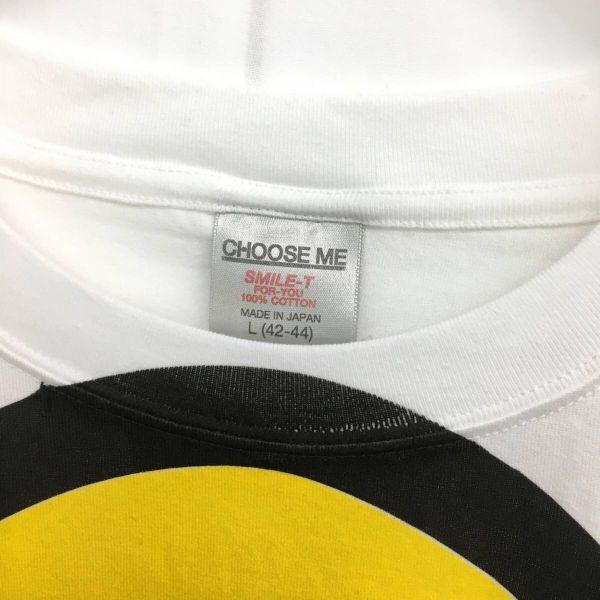 CHOOSE ME
SMILE-T
FOR-YOU
100% COTTON
MADE IN JAPAN
L (42-44)